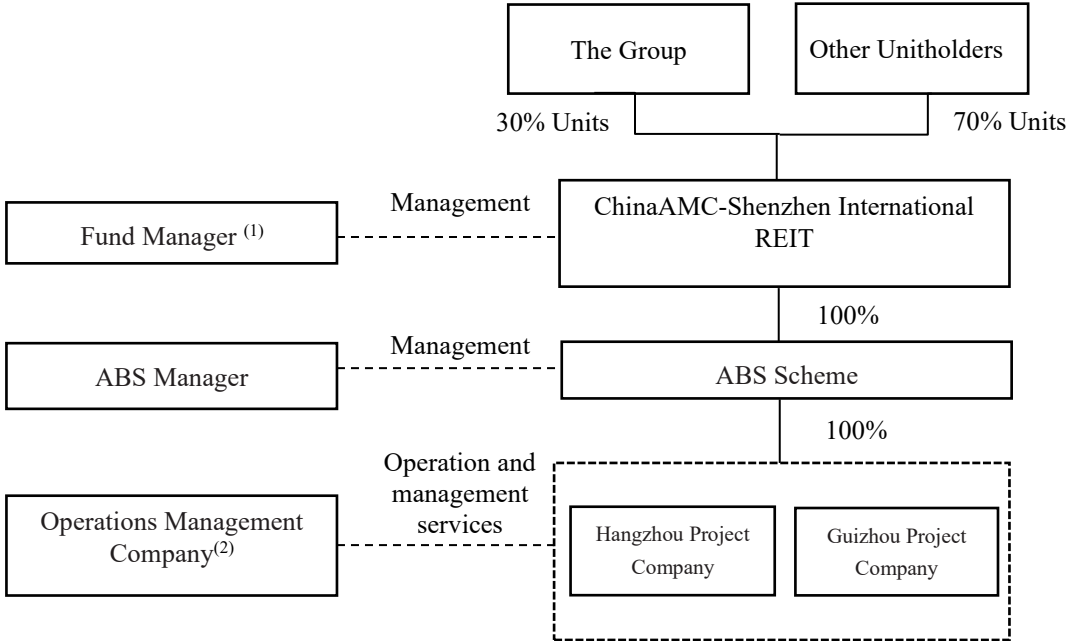 The Group
Other Unitholders
30% Units
70% Units
Management
ChinaAMC-Shenzhen International
REIT
Fund Manager (1)
100%
Management
ABS Manager
ABS Scheme
100%
Operation and
management
services
Operations Management
Company(2)
Hangzhou Project
Company
Guizhou Project
Company